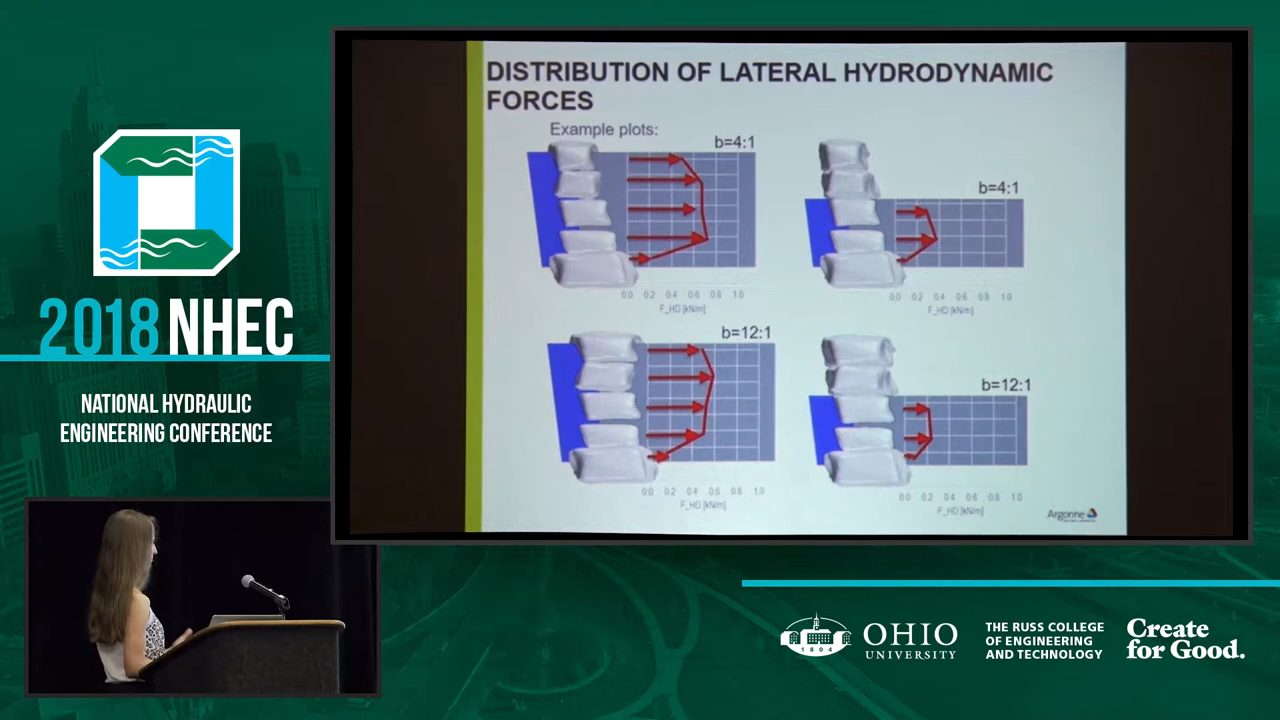 DISTRIBUTION OF LATERAL HYDRODYNAMIC
FORCES
Example plots:
b=4:1
0.0 0.2 0.4 0.6 0.8 1.0
F_HD [kN/m]
b=4:1
0.0 0.2 0.4 0.6 0.8 1.0
F_HD [kN/m]
b=12:1
0.0 0.2 0.4 0.6 0.8 1.0
F_HD [kN/m]
b=12:1
0.0 0.2 0.4 0.6 0.8 1.0
F_HD [kN/m]
Argonne
2018 NHEC
NATIONAL HYDRAULIC
ENGINEERING CONFERENCE
1804
OHIO
UNIVERSITY
THE RUSS COLLEGE
OF ENGINEERING
AND TECHNOLOGY
Create
for Good.